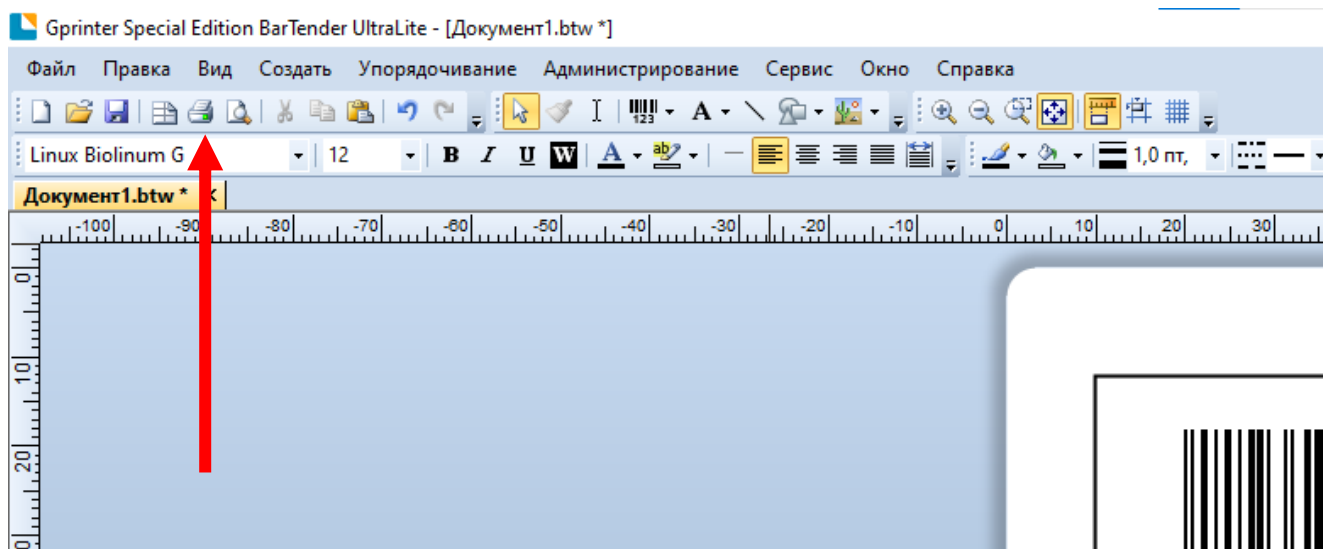 Gprinter Special Edition BarTender UltraLite - [Документ1.btw *]
Файл Правка Вид Создать Упорядочивание Администрирование Сервис Окно Справка
123 A
Linux Biolinum G 12 B I U W A ab 1,0 пт,
Документ1.btw *
-100 -90 -80 -70 -60 -50 -40 -30 -20 -10 0 10 20 30
0
10
20